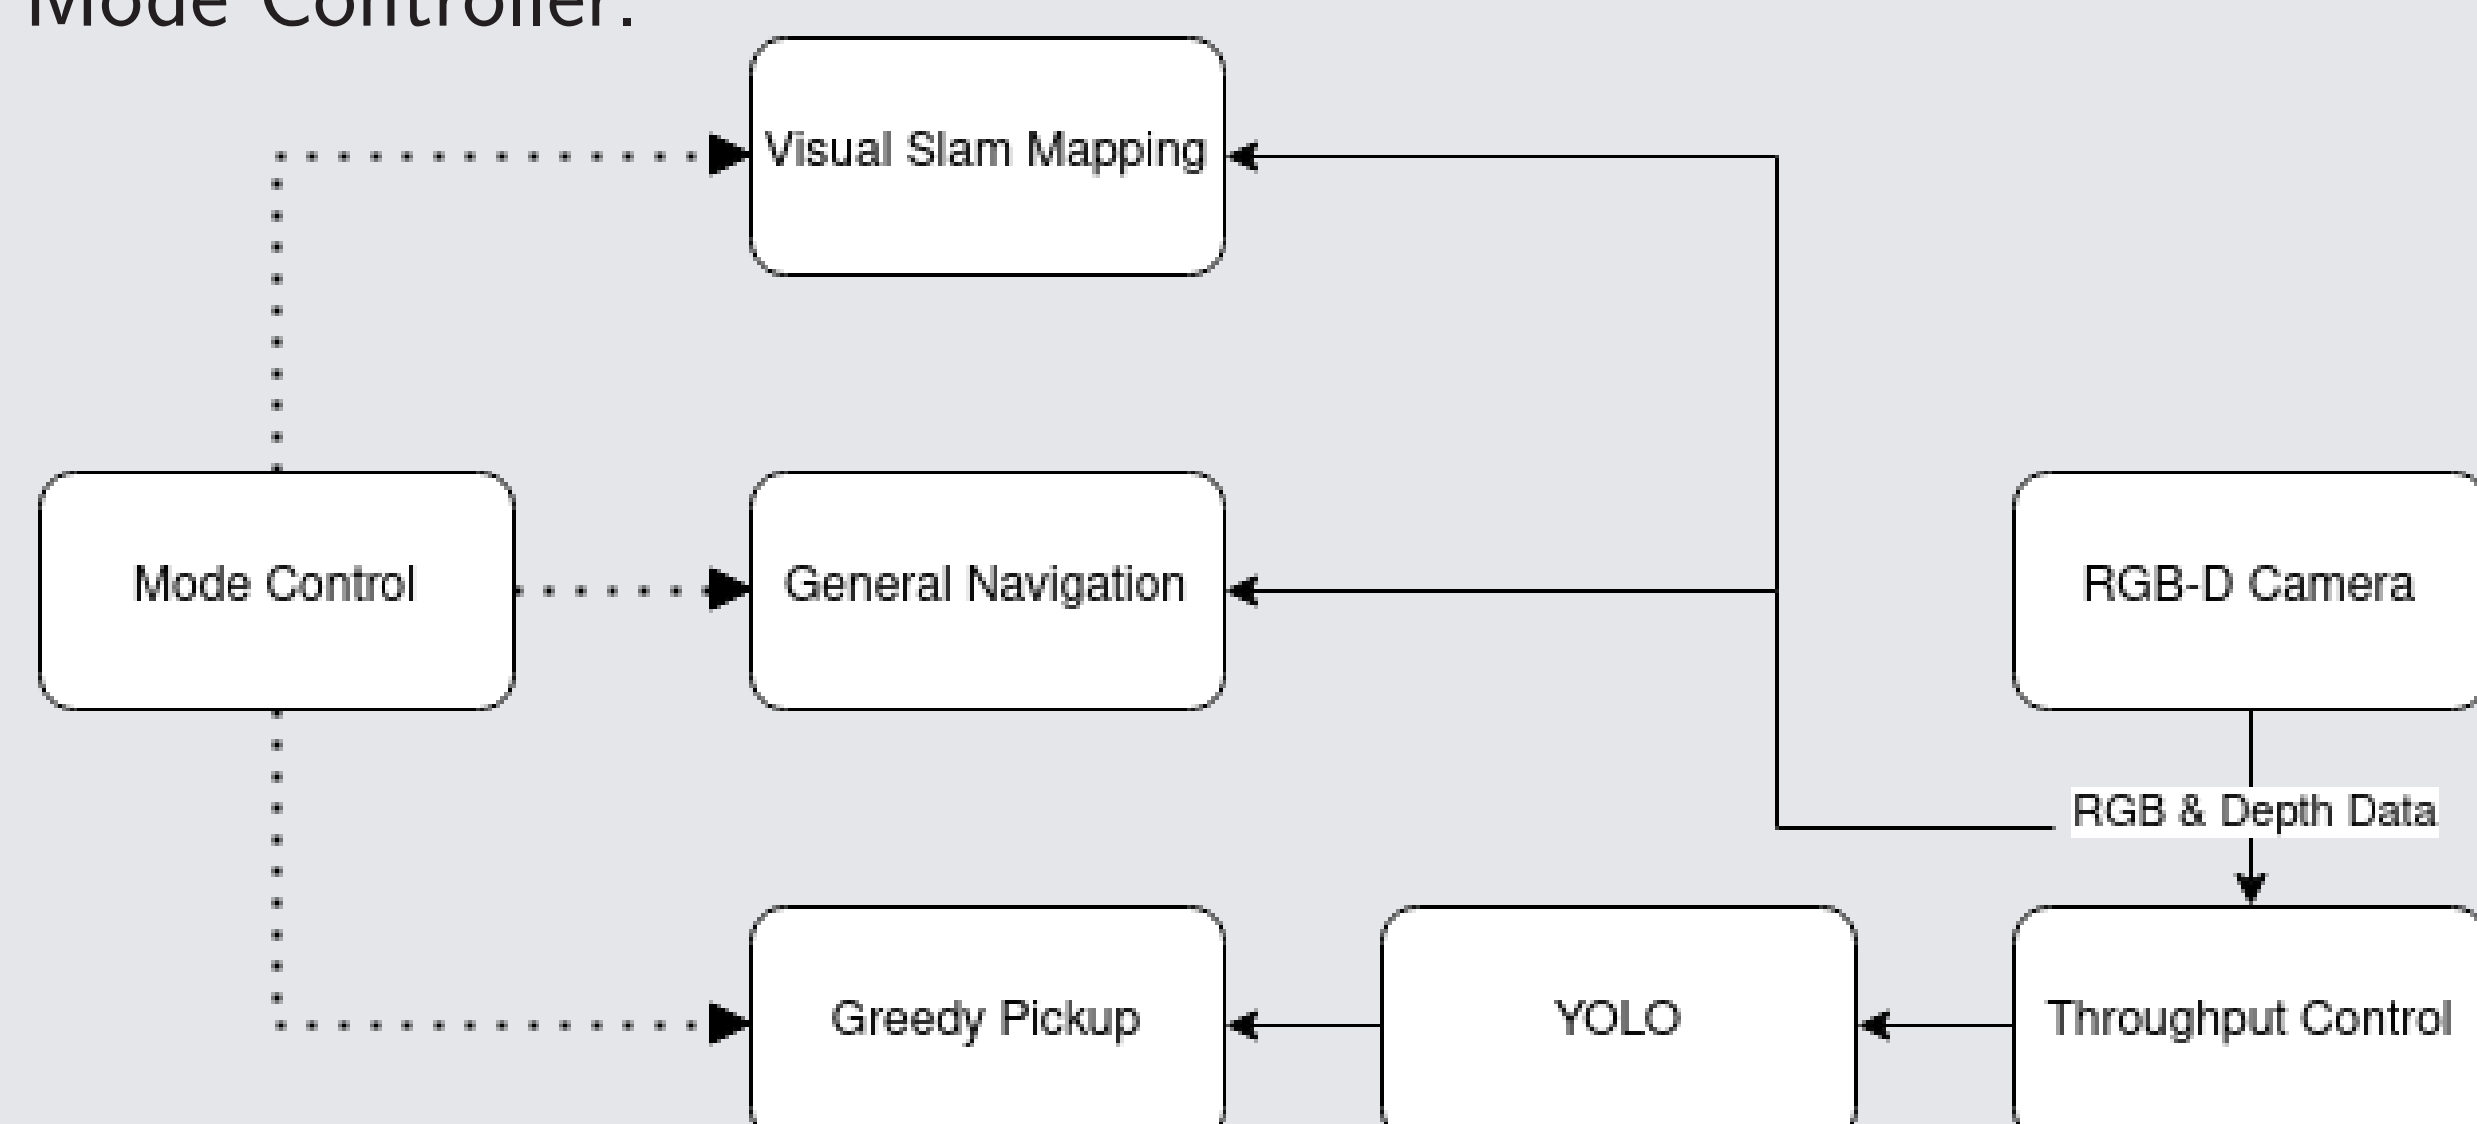 Mode Controller.
Visual Slam Mapping
Mode Control
General Navigation
RGB-D Camera
RGB & Depth Data
Greedy Pickup
YOLO
Throughput Control